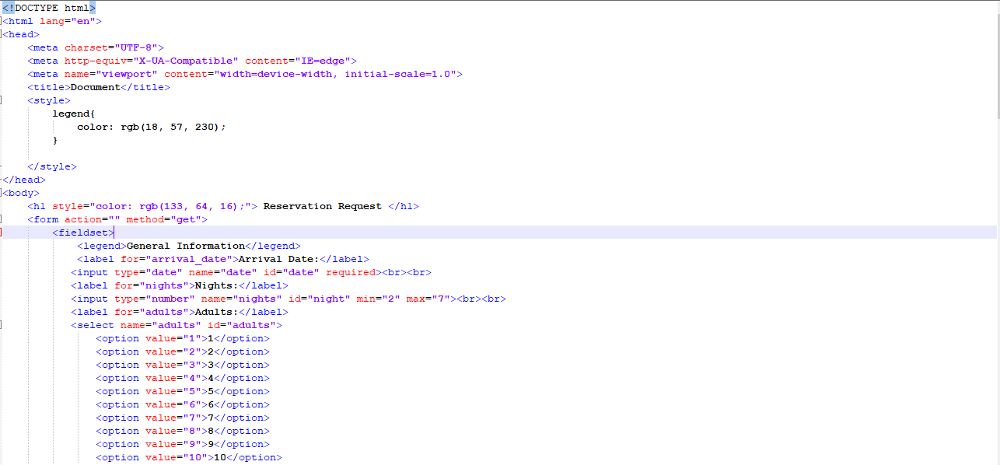 <!DOCTYPE html>
<html lang="en">
<head>
    <meta charset="UTF-8">
    <meta http-equiv="X-UA-Compatible" content="IE=edge">
    <meta name="viewport" content="width=device-width, initial-scale=1.0">
    <title>Document</title>
    <style>
        legend{
            color: rgb(18, 57, 230);
        }
    </style>
</head>
<body>
    <h1 style="color: rgb(133, 64, 16);"> Reservation Request </h1>
    <form action="" method="get">
        <fieldset>
            <legend>General Information</legend>
            <label for="arrival_date">Arrival Date:</label>
           <input type="date" name="date" id="date" required><br><br>
           <label for="nights">Nights:</label>
           <input type="number" name="nights" id="night" min="2" max="7"><br><br>
           <label for="adults">Adults:</label>
           <select name="adults" id="adults">
               <option value="1">1</option>
               <option value="2">2</option>
               <option value="3">3</option>
               <option value="4">4</option>
               <option value="5">5</option>
               <option value="6">6</option>
               <option value="7">7</option>
               <option value="8">8</option>
               <option value="9">9</option>
               <option value="10">10</option>